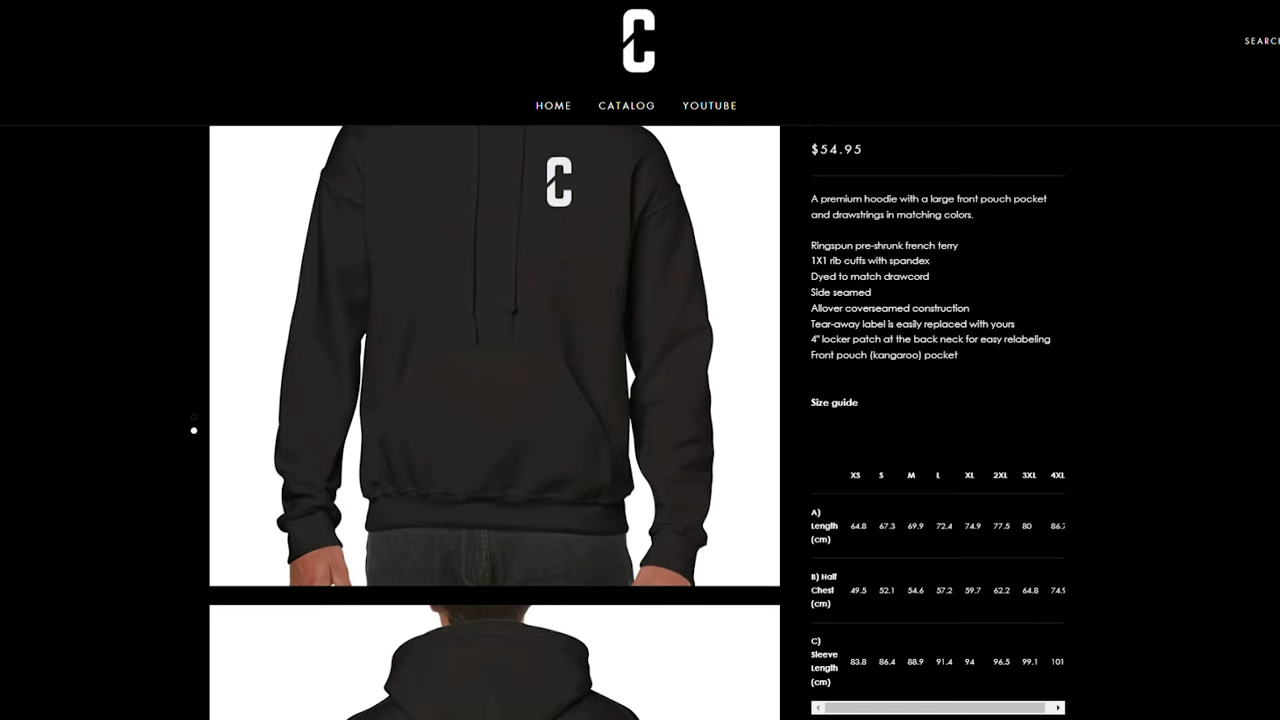 C
SEARCH
HOME CATALOG YOUTUBE
C
$54.95
A premium hoodie with a large front pouch pocket
and drawstrings in matching colors.
Ringspun pre-shrunk french terry
1X1 rib cuffs with spandex
Dyed to match drawcord
Side seamed
Allover coverseamed construction
Tear-away label is easily replaced with yours
4" locker patch at the back neck for easy relabeling
Front pouch (kangaroo) pocket
Size guide
XS S M L XL 2XL 3XL 4XL
A)
Length 64.8 67.3 69.9 72.4 74.9 77.5 80 86.7
(cm)
B) Half
Chest 49.5 52.1 54.6 57.2 59.7 62.2 64.8 74.9
(cm)
C)
Sleeve 83.8 86.4 88.9 91.4 94 96.5 99.1 101
Length
(cm)